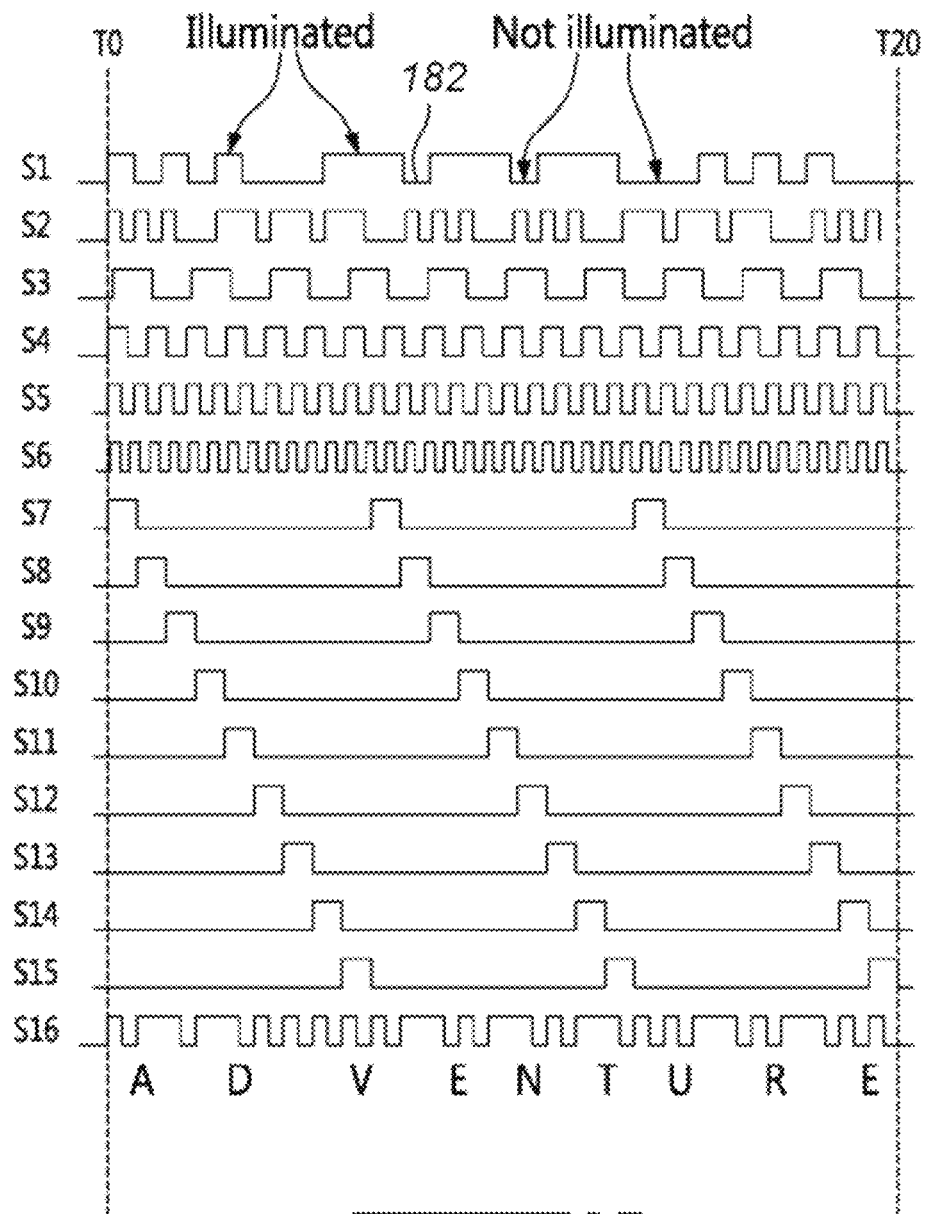 T0 Illuminated Not illuminated T20
182
S1
S2
S3
S4
S5
S6
S7
S8
S9
S10
S11
S12
S13
S14
S15
S16
A D V E N T U R E